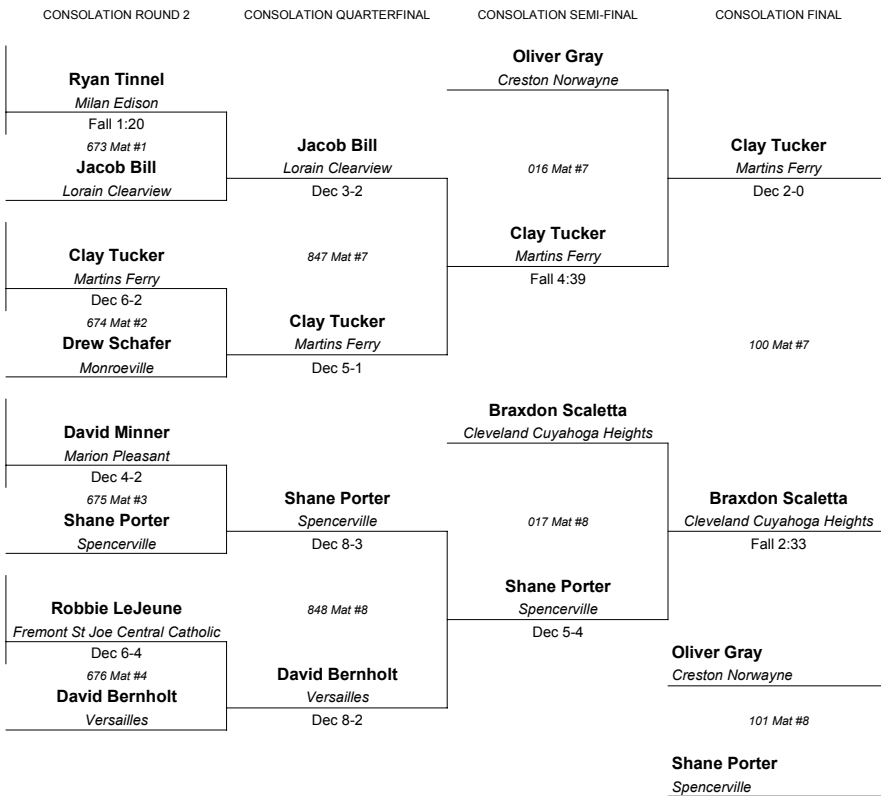 CONSOLATION ROUND 2
CONSOLATION QUARTERFINAL
CONSOLATION SEMI-FINAL
CONSOLATION FINAL
Ryan Tinnel
Milan Edison
Fall 1:20
673 Mat #1
Jacob Bill
Lorain Clearview
Clay Tucker
Martins Ferry
Dec 6-2
674 Mat #2
Drew Schafer
Monroeville
David Minner
Marion Pleasant
Dec 4-2
675 Mat #3
Shane Porter
Spencerville
Robbie LeJeune
Fremont St Joe Central Catholic
Dec 6-4
676 Mat #4
David Bernholt
Versailles
Jacob Bill
Lorain Clearview
Dec 3-2
847 Mat #7
Clay Tucker
Martins Ferry
Dec 5-1
Shane Porter
Spencerville
Dec 8-3
848 Mat #8
David Bernholt
Versailles
Dec 8-2
Oliver Gray
Creston Norwayne
016 Mat #7
Clay Tucker
Martins Ferry
Fall 4:39
Braxdon Scaletta
Cleveland Cuyahoga Heights
017 Mat #8
Shane Porter
Spencerville
Dec 5-4
Clay Tucker
Martins Ferry
Dec 2-0
100 Mat #7
Braxdon Scaletta
Cleveland Cuyahoga Heights
Fall 2:33
Oliver Gray
Creston Norwayne
101 Mat #8
Shane Porter
Spencerville